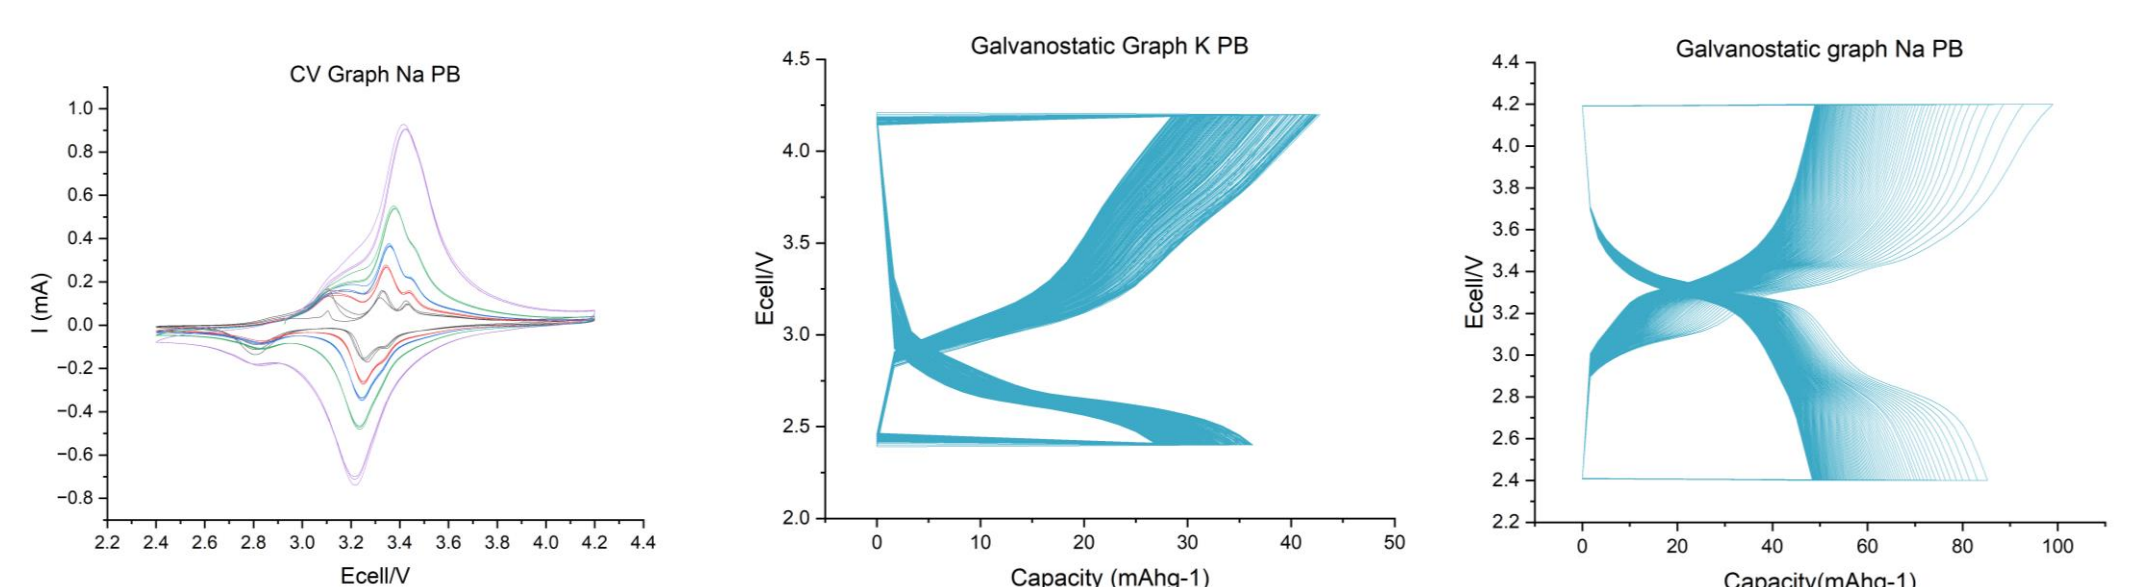 CV Graph Na PB
1.0
0.8
0.6
0.4
0.2
0.0
−0.2
−0.4
−0.6
−0.8
I (mA)
2.2 2.4 2.6 2.8 3.0 3.2 3.4 3.6 3.8 4.0 4.2 4.4
Ecell/V
Galvanostatic Graph K PB
4.5
4.0
3.5
3.0
2.5
2.0
Ecell/V
0 10 20 30 40 50
Capacity (mAhg-1)
Galvanostatic graph Na PB
4.4
4.2
4.0
3.8
3.6
3.4
3.2
3.0
2.8
2.6
2.4
2.2
Ecell/V
0 20 40 60 80 100
Capacity(mAhg-1)